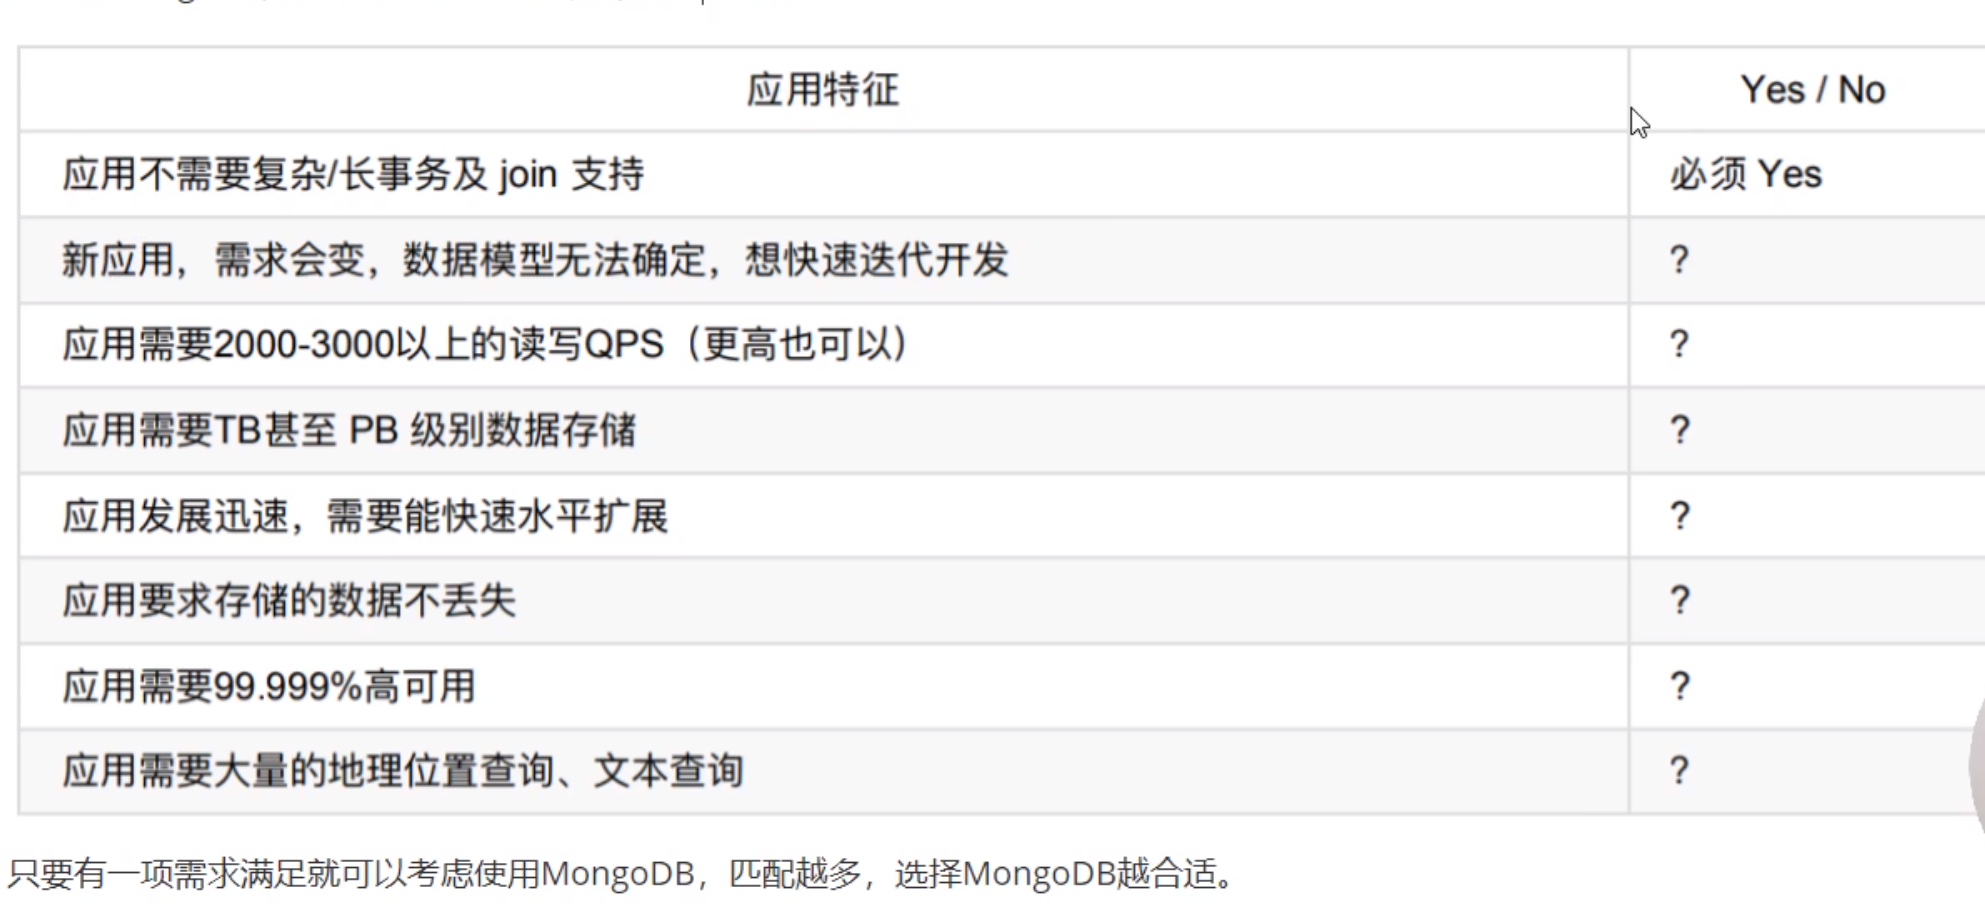 应用特征 Yes / No
应用不需要复杂/长事务及 join 支持 必须 Yes
新应用，需求会变，数据模型无法确定，想快速迭代开发 ?
应用需要2000-3000以上的读写QPS（更高也可以） ?
应用需要TB甚至 PB 级别数据存储 ?
应用发展迅速，需要能快速水平扩展 ?
应用要求存储的数据不丢失 ?
应用需要99.999%高可用 ?
应用需要大量的地理位置查询、文本查询 ?
只要有一项需求满足就可以考虑使用MongoDB，匹配越多，选择MongoDB越合适。